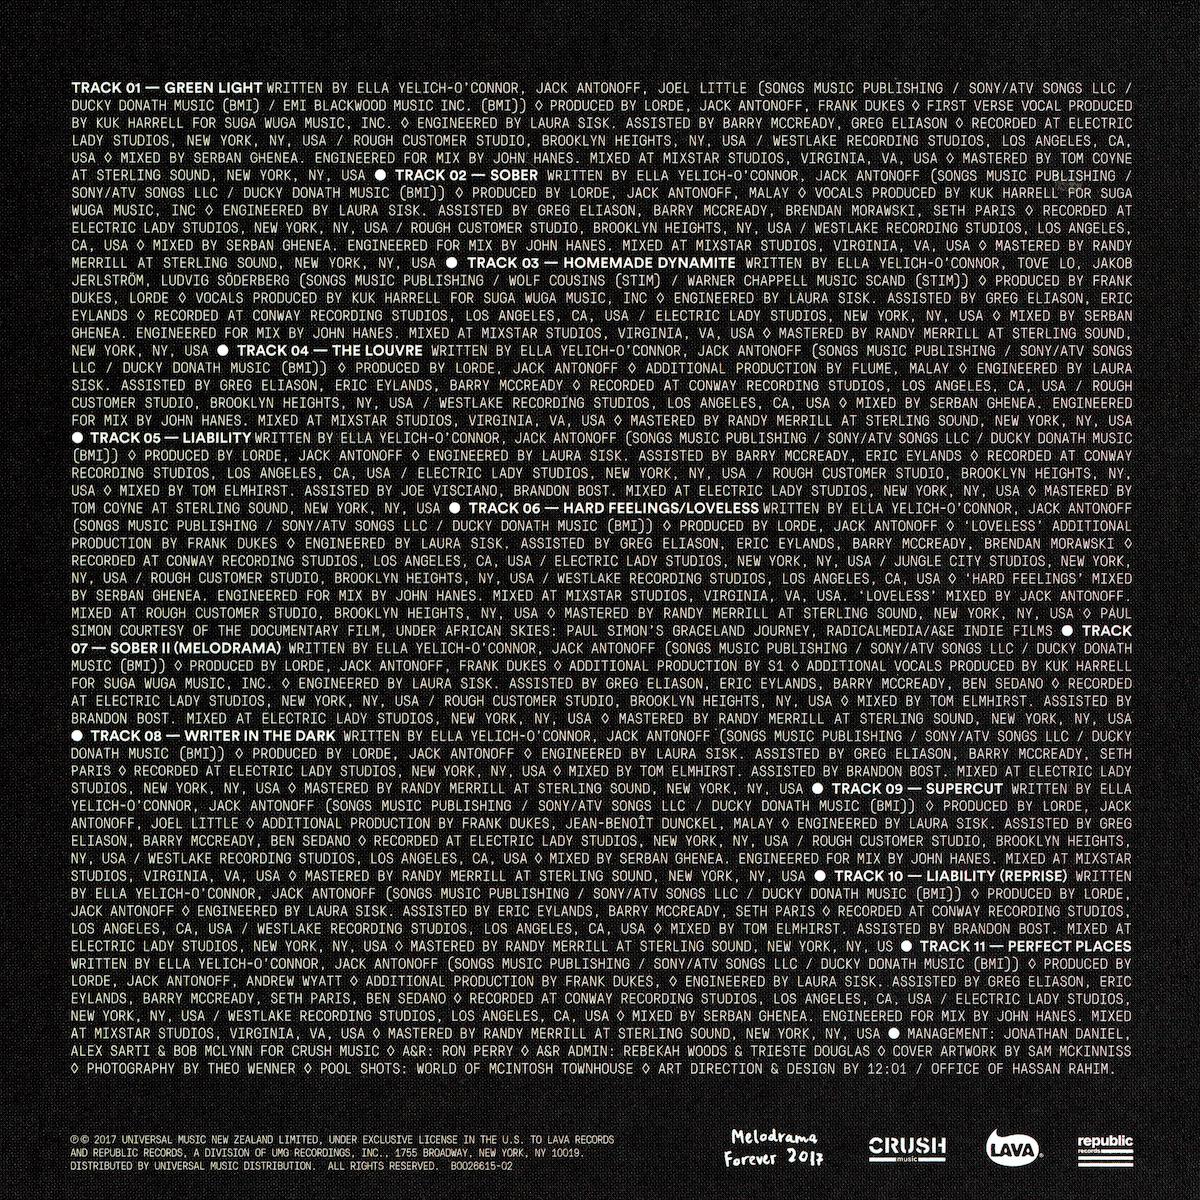 TRACK 01 — GREEN LIGHT WRITTEN BY ELLA YELICH-O'CONNOR, JACK ANTONOFF, JOEL LITTLE (SONGS MUSIC PUBLISHING / SONY/ATV SONGS LLC /
DUCKY DONATH MUSIC (BMI) / EMI BLACKWOOD MUSIC INC. (BMI)) ◊ PRODUCED BY LORDE, JACK ANTONOFF, FRANK DUKES ◊ FIRST VERSE VOCAL PRODUCED
BY KUK HARRELL FOR SUGA WUGA MUSIC, INC. ◊ ENGINEERED BY LAURA SISK. ASSISTED BY BARRY MCCREADY, GREG ELIASON ◊ RECORDED AT ELECTRIC
LADY STUDIOS, NEW YORK, NY, USA / ROUGH CUSTOMER STUDIO, BROOKLYN HEIGHTS, NY, USA / WESTLAKE RECORDING STUDIOS, LOS ANGELES, CA,
USA ◊ MIXED BY SERBAN GHENEA. ENGINEERED FOR MIX BY JOHN HANES. MIXED AT MIXSTAR STUDIOS, VIRGINIA, VA, USA ◊ MASTERED BY TOM COYNE
AT STERLING SOUND, NEW YORK, NY, USA ● TRACK 02 — SOBER WRITTEN BY ELLA YELICH-O'CONNOR, JACK ANTONOFF (SONGS MUSIC PUBLISHING /
SONY/ATV SONGS LLC / DUCKY DONATH MUSIC (BMI)) ◊ PRODUCED BY LORDE, JACK ANTONOFF, MALAY ◊ VOCALS PRODUCED BY KUK HARRELL FOR SUGA
WUGA MUSIC, INC ◊ ENGINEERED BY LAURA SISK. ASSISTED BY GREG ELIASON, BARRY MCCREADY, BRENDAN MORAWSKI, SETH PARIS ◊ RECORDED AT
ELECTRIC LADY STUDIOS, NEW YORK, NY, USA / ROUGH CUSTOMER STUDIO, BROOKLYN HEIGHTS, NY, USA / WESTLAKE RECORDING STUDIOS, LOS ANGELES,
CA, USA ◊ MIXED BY SERBAN GHENEA. ENGINEERED FOR MIX BY JOHN HANES. MIXED AT MIXSTAR STUDIOS, VIRGINIA, VA, USA ◊ MASTERED BY RANDY
MERRILL AT STERLING SOUND, NEW YORK, NY, USA ● TRACK 03 — HOMEMADE DYNAMITE WRITTEN BY ELLA YELICH-O'CONNOR, TOVE LO, JAKOB
JERLSTRÖM, LUDVIG SÖDERBERG (SONGS MUSIC PUBLISHING / WOLF COUSINS (STIM) / WARNER CHAPPELL MUSIC SCAND (STIM)) ◊ PRODUCED BY FRANK
DUKES, LORDE ◊ VOCALS PRODUCED BY KUK HARRELL FOR SUGA WUGA MUSIC, INC ◊ ENGINEERED BY LAURA SISK. ASSISTED BY GREG ELIASON, ERIC
EYLANDS ◊ RECORDED AT CONWAY RECORDING STUDIOS, LOS ANGELES, CA, USA / ELECTRIC LADY STUDIOS, NEW YORK, NY, USA ◊ MIXED BY SERBAN
GHENEA. ENGINEERED FOR MIX BY JOHN HANES. MIXED AT MIXSTAR STUDIOS, VIRGINIA, VA, USA ◊ MASTERED BY RANDY MERRILL AT STERLING SOUND,
NEW YORK, NY, USA ● TRACK 04 — THE LOUVRE WRITTEN BY ELLA YELICH-O'CONNOR, JACK ANTONOFF (SONGS MUSIC PUBLISHING / SONY/ATV SONGS
LLC / DUCKY DONATH MUSIC (BMI)) ◊ PRODUCED BY LORDE, JACK ANTONOFF ◊ ADDITIONAL PRODUCTION BY FLUME, MALAY ◊ ENGINEERED BY LAURA
SISK. ASSISTED BY GREG ELIASON, ERIC EYLANDS, BARRY MCCREADY ◊ RECORDED AT CONWAY RECORDING STUDIOS, LOS ANGELES, CA, USA / ROUGH
CUSTOMER STUDIO, BROOKLYN HEIGHTS, NY, USA / WESTLAKE RECORDING STUDIOS, LOS ANGELES, CA, USA ◊ MIXED BY SERBAN GHENEA. ENGINEERED
FOR MIX BY JOHN HANES. MIXED AT MIXSTAR STUDIOS, VIRGINIA, VA, USA ◊ MASTERED BY RANDY MERRILL AT STERLING SOUND, NEW YORK, NY, USA
● TRACK 05 — LIABILITY WRITTEN BY ELLA YELICH-O'CONNOR, JACK ANTONOFF (SONGS MUSIC PUBLISHING / SONY/ATV SONGS LLC / DUCKY DONATH MUSIC
(BMI)) ◊ PRODUCED BY LORDE, JACK ANTONOFF ◊ ENGINEERED BY LAURA SISK. ASSISTED BY BARRY MCCREADY, ERIC EYLANDS ◊ RECORDED AT CONWAY
RECORDING STUDIOS, LOS ANGELES, CA, USA / ELECTRIC LADY STUDIOS, NEW YORK, NY, USA / ROUGH CUSTOMER STUDIO, BROOKLYN HEIGHTS, NY,
USA ◊ MIXED BY TOM ELMHIRST. ASSISTED BY JOE VISCIANO, BRANDON BOST. MIXED AT ELECTRIC LADY STUDIOS, NEW YORK, NY, USA ◊ MASTERED BY
TOM COYNE AT STERLING SOUND, NEW YORK, NY, USA ● TRACK 06 — HARD FEELINGS/LOVELESS WRITTEN BY ELLA YELICH-O'CONNOR, JACK ANTONOFF
(SONGS MUSIC PUBLISHING / SONY/ATV SONGS LLC / DUCKY DONATH MUSIC (BMI)) ◊ PRODUCED BY LORDE, JACK ANTONOFF ◊ 'LOVELESS' ADDITIONAL
PRODUCTION BY FRANK DUKES ◊ ENGINEERED BY LAURA SISK. ASSISTED BY GREG ELIASON, ERIC EYLANDS, BARRY MCCREADY, BRENDAN MORAWSKI ◊
RECORDED AT CONWAY RECORDING STUDIOS, LOS ANGELES, CA, USA / ELECTRIC LADY STUDIOS, NEW YORK, NY, USA / JUNGLE CITY STUDIOS, NEW YORK,
NY, USA / ROUGH CUSTOMER STUDIO, BROOKLYN HEIGHTS, NY, USA / WESTLAKE RECORDING STUDIOS, LOS ANGELES, CA, USA ◊ 'HARD FEELINGS' MIXED
BY SERBAN GHENEA. ENGINEERED FOR MIX BY JOHN HANES. MIXED AT MIXSTAR STUDIOS, VIRGINIA, VA, USA. 'LOVELESS' MIXED BY JACK ANTONOFF.
MIXED AT ROUGH CUSTOMER STUDIO, BROOKLYN HEIGHTS, NY, USA ◊ MASTERED BY RANDY MERRILL AT STERLING SOUND, NEW YORK, NY, USA ◊ PAUL
SIMON COURTESY OF THE DOCUMENTARY FILM, UNDER AFRICAN SKIES: PAUL SIMON'S GRACELAND JOURNEY, RADICALMEDIA/A&E INDIE FILMS ● TRACK
07 — SOBER II (MELODRAMA) WRITTEN BY ELLA YELICH-O'CONNOR, JACK ANTONOFF (SONGS MUSIC PUBLISHING / SONY/ATV SONGS LLC / DUCKY DONATH
MUSIC (BMI)) ◊ PRODUCED BY LORDE, JACK ANTONOFF, FRANK DUKES ◊ ADDITIONAL PRODUCTION BY S1 ◊ ADDITIONAL VOCALS PRODUCED BY KUK HARRELL
FOR SUGA WUGA MUSIC, INC. ◊ ENGINEERED BY LAURA SISK. ASSISTED BY GREG ELIASON, ERIC EYLANDS, BARRY MCCREADY, BEN SEDANO ◊ RECORDED
AT ELECTRIC LADY STUDIOS, NEW YORK, NY, USA / ROUGH CUSTOMER STUDIO, BROOKLYN HEIGHTS, NY, USA ◊ MIXED BY TOM ELMHIRST. ASSISTED BY
BRANDON BOST. MIXED AT ELECTRIC LADY STUDIOS, NEW YORK, NY, USA ◊ MASTERED BY RANDY MERRILL AT STERLING SOUND, NEW YORK, NY, USA
● TRACK 08 — WRITER IN THE DARK WRITTEN BY ELLA YELICH-O'CONNOR, JACK ANTONOFF (SONGS MUSIC PUBLISHING / SONY/ATV SONGS LLC / DUCKY
DONATH MUSIC (BMI)) ◊ PRODUCED BY LORDE, JACK ANTONOFF ◊ ENGINEERED BY LAURA SISK. ASSISTED BY GREG ELIASON, BARRY MCCREADY, SETH
PARIS ◊ RECORDED AT ELECTRIC LADY STUDIOS, NEW YORK, NY, USA ◊ MIXED BY TOM ELMHIRST. ASSISTED BY BRANDON BOST. MIXED AT ELECTRIC LADY
STUDIOS, NEW YORK, NY, USA ◊ MASTERED BY RANDY MERRILL AT STERLING SOUND, NEW YORK, NY, USA ● TRACK 09 — SUPERCUT WRITTEN BY ELLA
YELICH-O'CONNOR, JACK ANTONOFF (SONGS MUSIC PUBLISHING / SONY/ATV SONGS LLC / DUCKY DONATH MUSIC (BMI)) ◊ PRODUCED BY LORDE, JACK
ANTONOFF, JOEL LITTLE ◊ ADDITIONAL PRODUCTION BY FRANK DUKES, JEAN-BENOÎT DUNCKEL, MALAY ◊ ENGINEERED BY LAURA SISK. ASSISTED BY GREG
ELIASON, BARRY MCCREADY, BEN SEDANO ◊ RECORDED AT ELECTRIC LADY STUDIOS, NEW YORK, NY, USA / ROUGH CUSTOMER STUDIO, BROOKLYN HEIGHTS,
NY, USA / WESTLAKE RECORDING STUDIOS, LOS ANGELES, CA, USA ◊ MIXED BY SERBAN GHENEA. ENGINEERED FOR MIX BY JOHN HANES. MIXED AT MIXSTAR
STUDIOS, VIRGINIA, VA, USA ◊ MASTERED BY RANDY MERRILL AT STERLING SOUND, NEW YORK, NY, USA ● TRACK 10 — LIABILITY (REPRISE) WRITTEN
BY ELLA YELICH-O'CONNOR, JACK ANTONOFF (SONGS MUSIC PUBLISHING / SONY/ATV SONGS LLC / DUCKY DONATH MUSIC (BMI)) ◊ PRODUCED BY LORDE,
JACK ANTONOFF ◊ ENGINEERED BY LAURA SISK. ASSISTED BY ERIC EYLANDS, BARRY MCCREADY, SETH PARIS ◊ RECORDED AT CONWAY RECORDING STUDIOS,
LOS ANGELES, CA, USA / WESTLAKE RECORDING STUDIOS, LOS ANGELES, CA, USA ◊ MIXED BY TOM ELMHIRST. ASSISTED BY BRANDON BOST. MIXED AT
ELECTRIC LADY STUDIOS, NEW YORK, NY, USA ◊ MASTERED BY RANDY MERRILL AT STERLING SOUND, NEW YORK, NY, US ● TRACK 11 — PERFECT PLACES
WRITTEN BY ELLA YELICH-O'CONNOR, JACK ANTONOFF (SONGS MUSIC PUBLISHING / SONY/ATV SONGS LLC / DUCKY DONATH MUSIC (BMI)) ◊ PRODUCED BY
LORDE, JACK ANTONOFF, ANDREW WYATT ◊ ADDITIONAL PRODUCTION BY FRANK DUKES, ◊ ENGINEERED BY LAURA SISK. ASSISTED BY GREG ELIASON, ERIC
EYLANDS, BARRY MCCREADY, SETH PARIS, BEN SEDANO ◊ RECORDED AT CONWAY RECORDING STUDIOS, LOS ANGELES, CA, USA / ELECTRIC LADY STUDIOS,
NEW YORK, NY, USA / WESTLAKE RECORDING STUDIOS, LOS ANGELES, CA, USA ◊ MIXED BY SERBAN GHENEA. ENGINEERED FOR MIX BY JOHN HANES. MIXED
AT MIXSTAR STUDIOS, VIRGINIA, VA, USA ◊ MASTERED BY RANDY MERRILL AT STERLING SOUND, NEW YORK, NY, USA ● MANAGEMENT: JONATHAN DANIEL,
ALEX SARTI & BOB MCLYNN FOR CRUSH MUSIC ◊ A&R: RON PERRY ◊ A&R ADMIN: REBEKAH WOODS & TRIESTE DOUGLAS ◊ COVER ARTWORK BY SAM MCKINNISS
◊ PHOTOGRAPHY BY THEO WENNER ◊ POOL SHOTS: WORLD OF MCINTOSH TOWNHOUSE ◊ ART DIRECTION & DESIGN BY 12:01 / OFFICE OF HASSAN RAHIM.
℗© 2017 UNIVERSAL MUSIC NEW ZEALAND LIMITED, UNDER EXCLUSIVE LICENSE IN THE U.S. TO LAVA RECORDS
AND REPUBLIC RECORDS, A DIVISION OF UMG RECORDINGS, INC., 1755 BROADWAY, NEW YORK, NY 10019.
DISTRIBUTED BY UNIVERSAL MUSIC DISTRIBUTION. ALL RIGHTS RESERVED. B0026615-02
Melodrama
Forever 2017
CRUSH
music
LAVA
republic
records